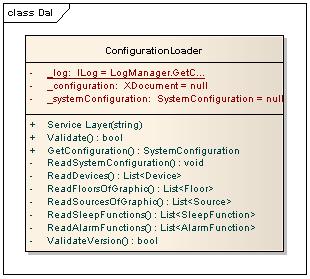 class Dal
ConfigurationLoader
- _log: ILog = LogManager.GetC...
- _configuration: XDocument = null
- _systemConfiguration: SystemConfiguration = null
+ Service Layer(string)
+ Validate() : bool
+ GetConfiguration() : SystemConfiguration
- ReadSystemConfiguration() : void
- ReadDevices() : List<Device>
- ReadFloorsOfGraphic() : List<Floor>
- ReadSourcesOfGraphic() : List<Source>
- ReadSleepFunctions() : List<SleepFunction>
- ReadAlarmFunctions() : List<AlarmFunction>
- ValidateVersion() : bool